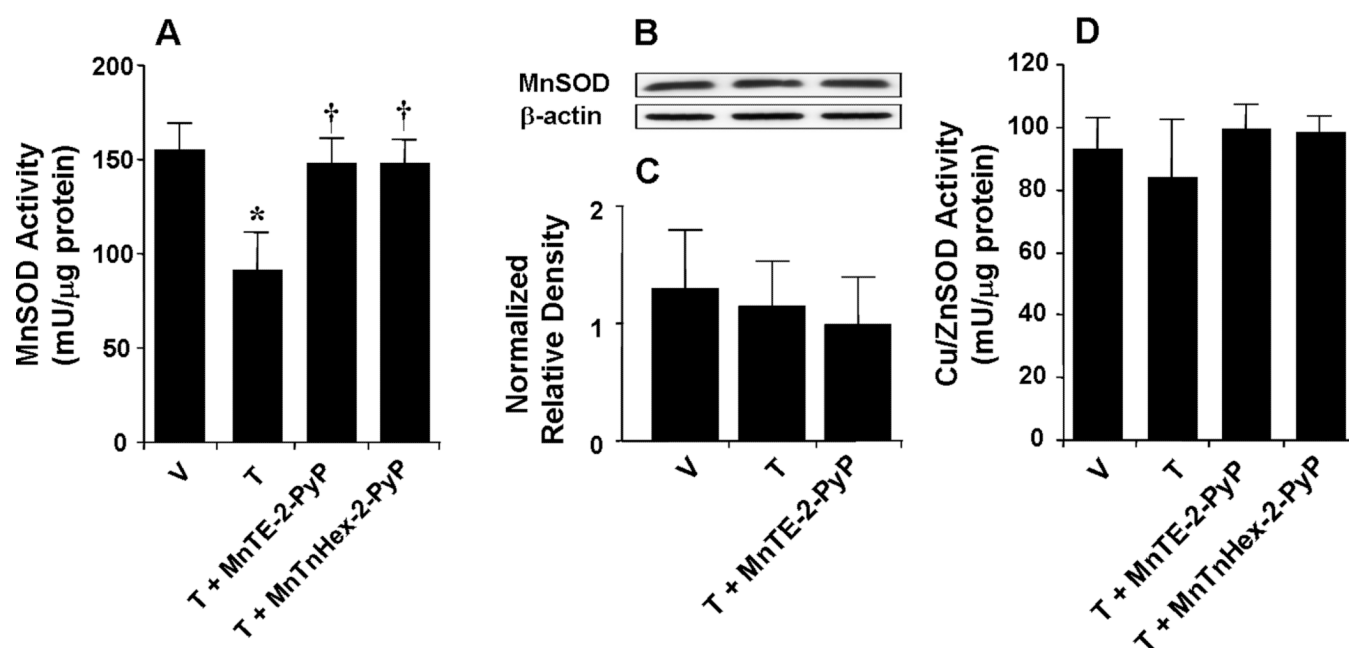 A
MnSOD Activity
(mU/μg protein)
200
150
100
50
0
*
†
†
V
T
T + MnTE-2-PyP
T + MnTnHex-2-PyP
B
MnSOD
β-actin
C
Normalized
Relative Density
2
1
0
V
T
T + MnTE-2-PyP
D
Cu/ZnSOD Activity
(mU/μg protein)
120
100
80
60
40
20
0
V
T
T + MnTE-2-PyP
T + MnTnHex-2-PyP